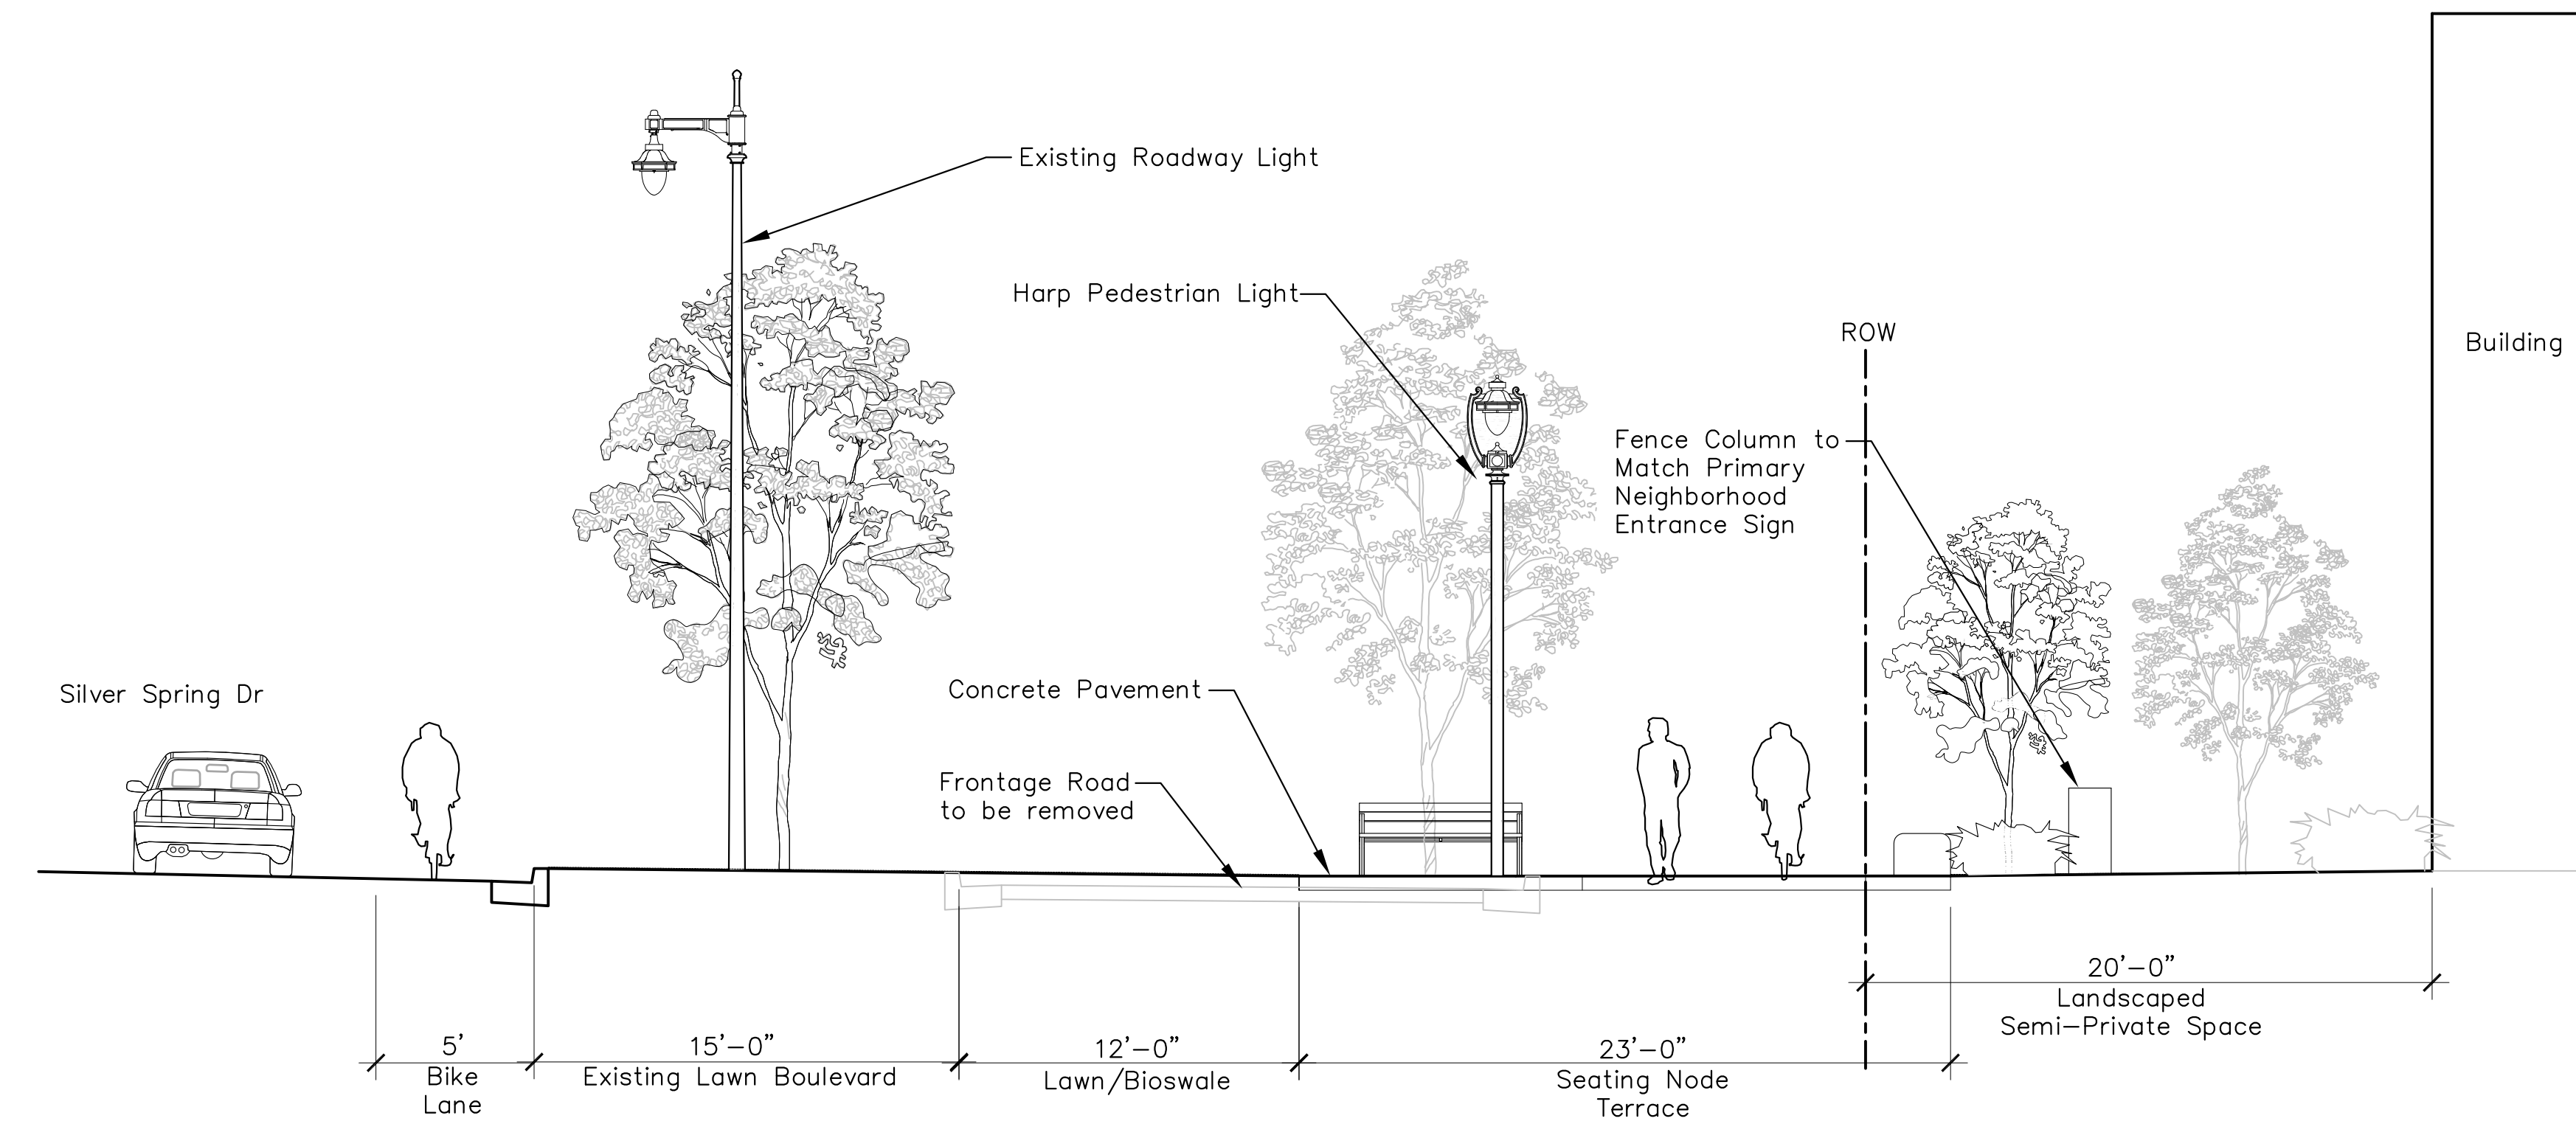 Existing Roadway Light
Harp Pedestrian Light
ROW
Building
Fence Column to
Match Primary
Neighborhood
Entrance Sign
Silver Spring Dr
Concrete Pavement
Frontage Road
to be removed
20'-0"
Landscaped
Semi-Private Space
5'
Bike
Lane
15'-0"
Existing Lawn Boulevard
12'-0"
Lawn/Bioswale
23'-0"
Seating Node
Terrace